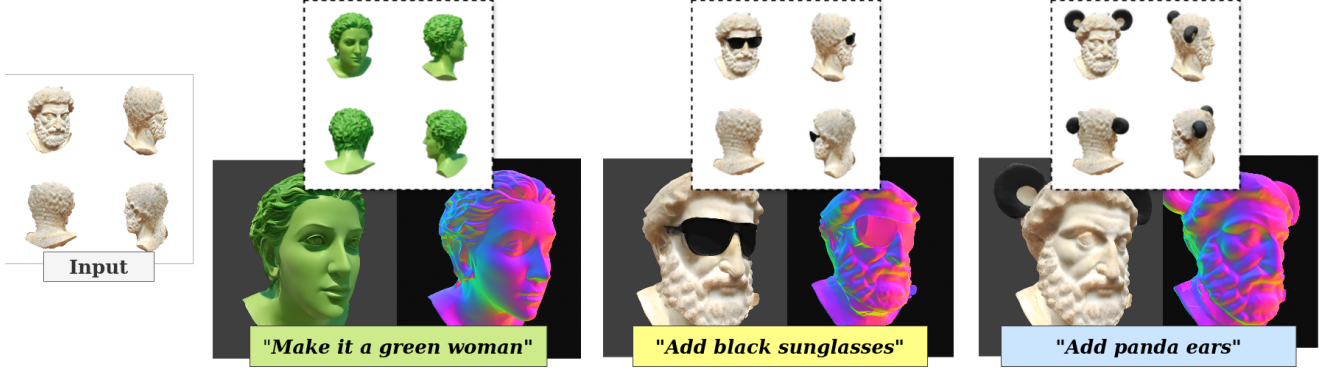 Input
"Make it a green woman"
"Add black sunglasses"
"Add panda ears"